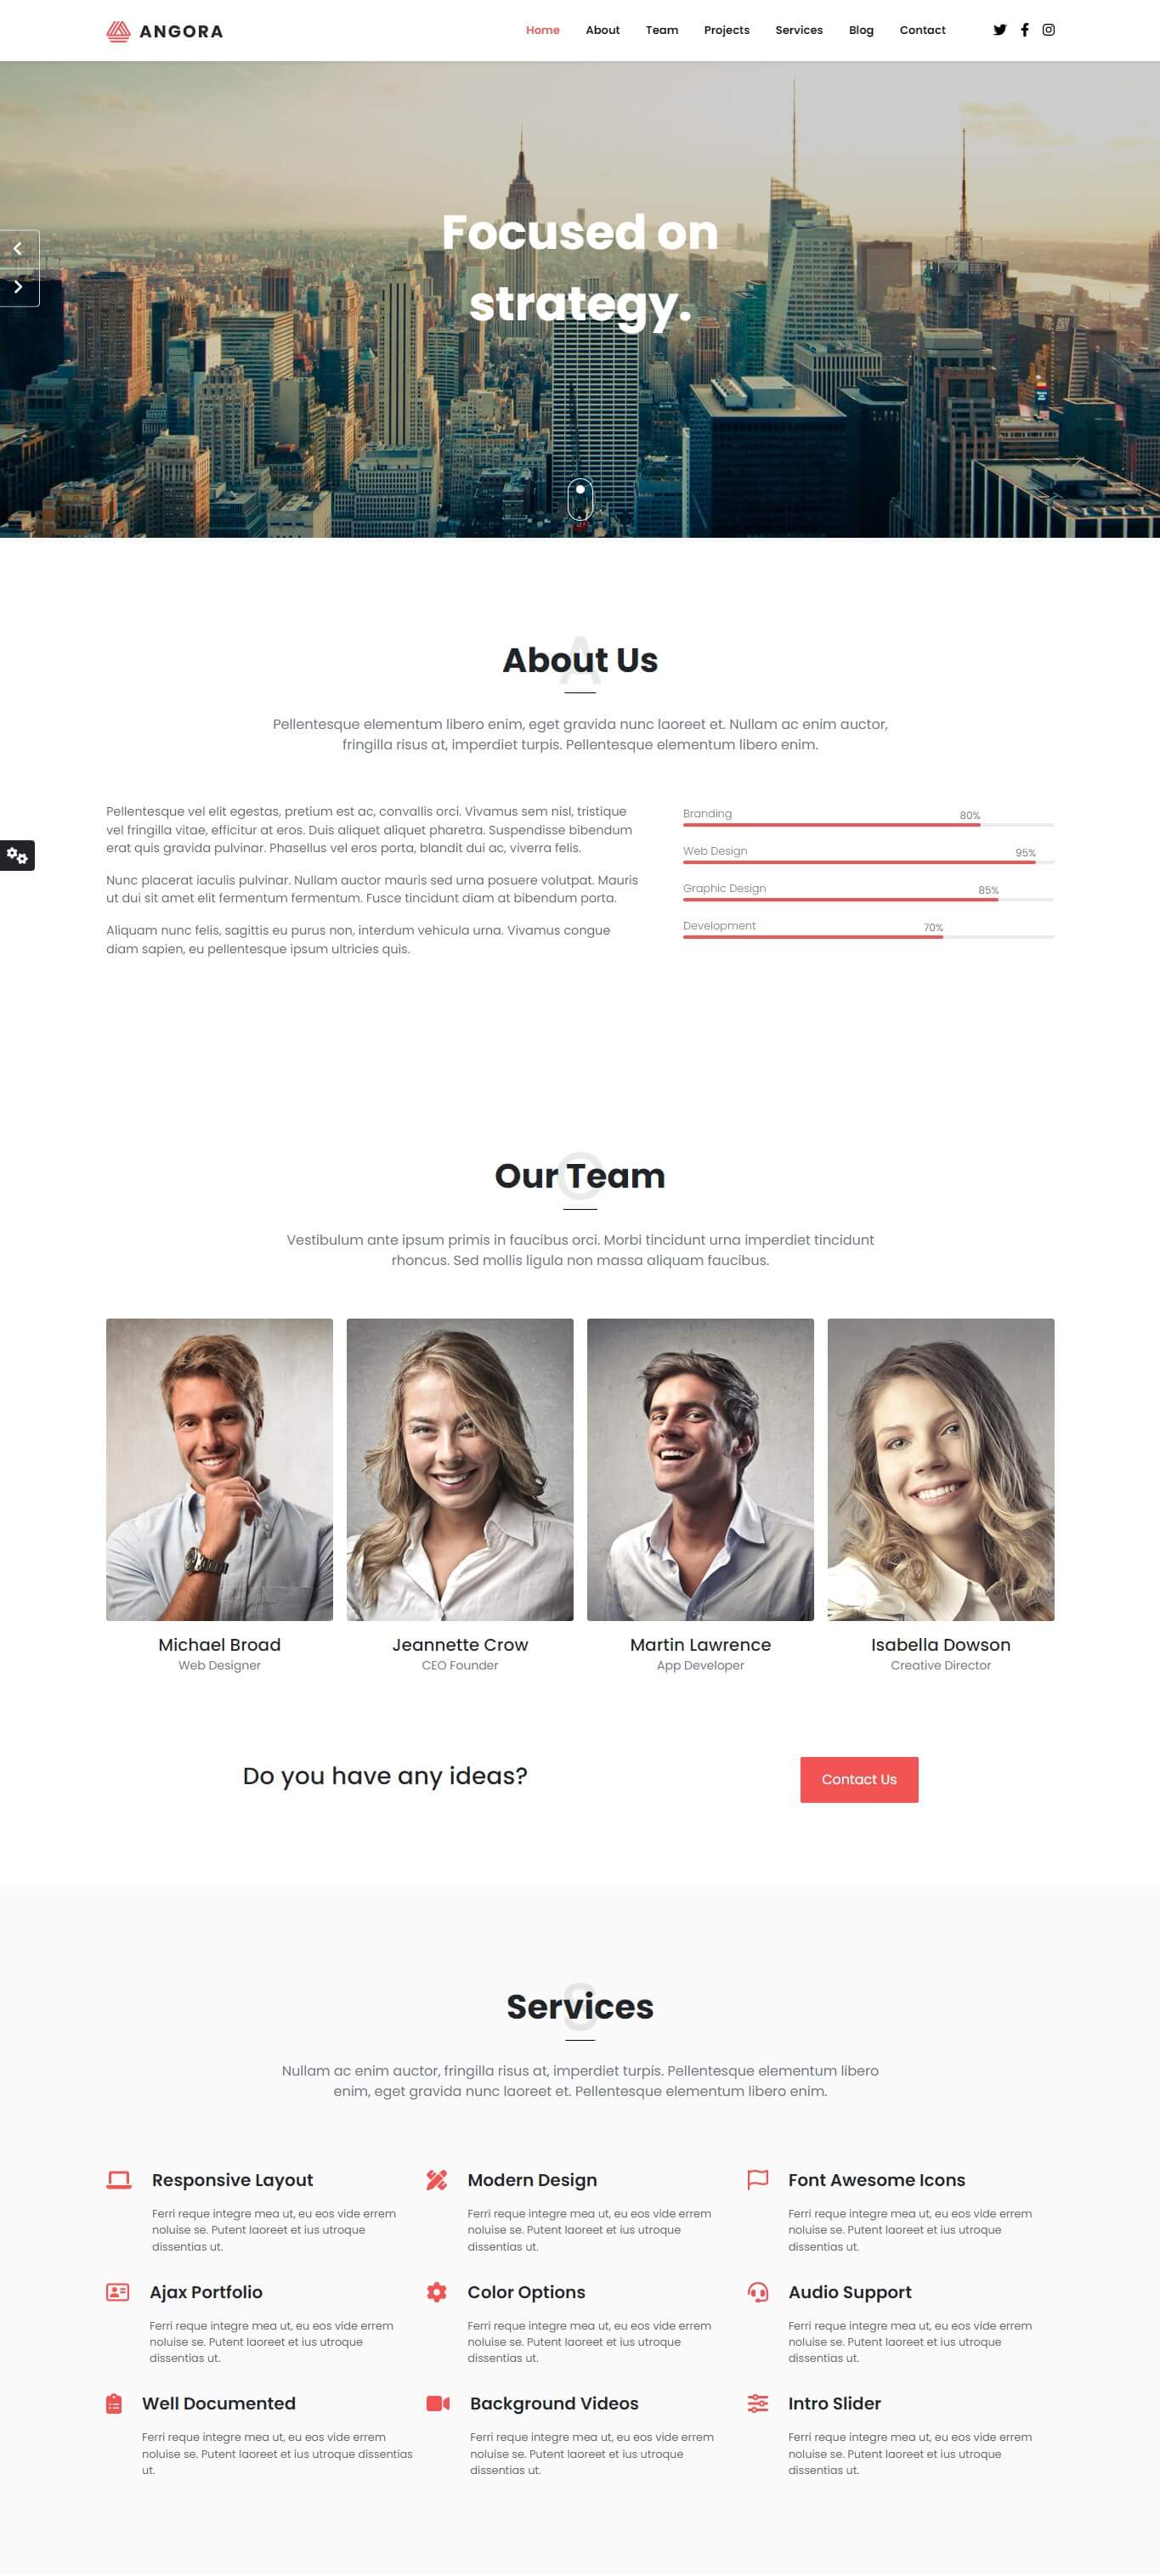 ANGORA
Home About Team Projects Services Blog Contact
Focused on
strategy.
A
About Us
Pellentesque elementum libero enim, eget gravida nunc laoreet et. Nullam ac enim auctor,
fringilla risus at, imperdiet turpis. Pellentesque elementum libero enim.
Pellentesque vel elit egestas, pretium est ac, convallis orci. Vivamus sem nisl, tristique
vel fringilla vitae, efficitur at eros. Duis aliquet aliquet pharetra. Suspendisse bibendum
erat quis gravida pulvinar. Phasellus vel eros porta, blandit dui ac, viverra felis.
Nunc placerat iaculis pulvinar. Nullam auctor mauris sed urna posuere volutpat. Mauris
ut dui sit amet elit fermentum fermentum. Fusce tincidunt diam at bibendum porta.
Aliquam nunc felis, sagittis eu purus non, interdum vehicula urna. Vivamus congue
diam sapien, eu pellentesque ipsum ultricies quis.
Branding 80%
Web Design 95%
Graphic Design 85%
Development 70%
O
Our Team
Vestibulum ante ipsum primis in faucibus orci. Morbi tincidunt urna imperdiet tincidunt
rhoncus. Sed mollis ligula non massa aliquam faucibus.
Michael Broad
Web Designer
Jeannette Crow
CEO Founder
Martin Lawrence
App Developer
Isabella Dowson
Creative Director
Do you have any ideas?
Contact Us
S
Services
Nullam ac enim auctor, fringilla risus at, imperdiet turpis. Pellentesque elementum libero
enim, eget gravida nunc laoreet et. Pellentesque elementum libero enim.
Responsive Layout
Ferri reque integre mea ut, eu eos vide errem
noluise se. Putent laoreet et ius utroque
dissentias ut.
Modern Design
Ferri reque integre mea ut, eu eos vide errem
noluise se. Putent laoreet et ius utroque
dissentias ut.
Font Awesome Icons
Ferri reque integre mea ut, eu eos vide errem
noluise se. Putent laoreet et ius utroque
dissentias ut.
Ajax Portfolio
Ferri reque integre mea ut, eu eos vide errem
noluise se. Putent laoreet et ius utroque
dissentias ut.
Color Options
Ferri reque integre mea ut, eu eos vide errem
noluise se. Putent laoreet et ius utroque
dissentias ut.
Audio Support
Ferri reque integre mea ut, eu eos vide errem
noluise se. Putent laoreet et ius utroque
dissentias ut.
Well Documented
Ferri reque integre mea ut, eu eos vide errem
noluise se. Putent laoreet et ius utroque dissentias
ut.
Background Videos
Ferri reque integre mea ut, eu eos vide errem
noluise se. Putent laoreet et ius utroque
dissentias ut.
Intro Slider
Ferri reque integre mea ut, eu eos vide errem
noluise se. Putent laoreet et ius utroque
dissentias ut.